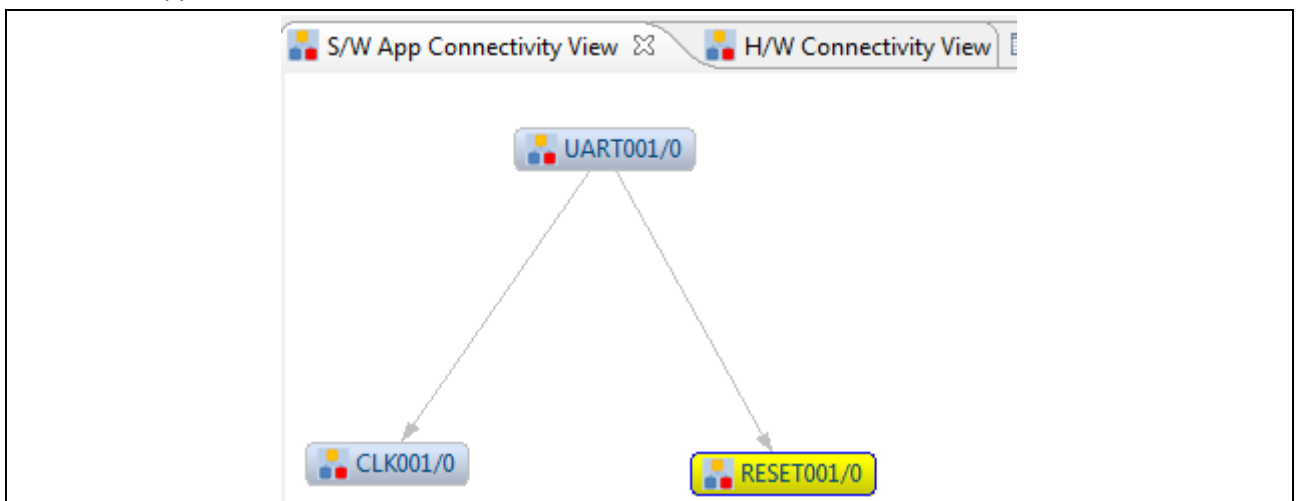 S/W App Connectivity View
H/W Connectivity View
UART001/0
CLK001/0
RESET001/0